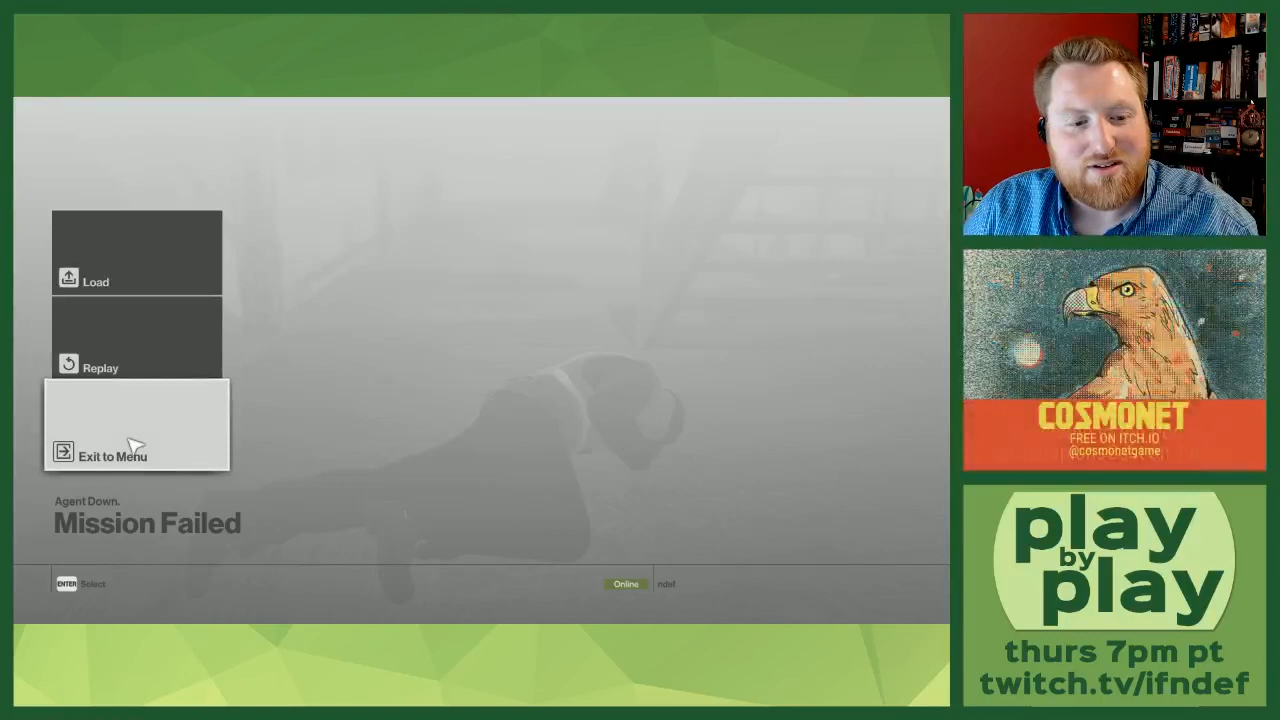 Load
Replay
Exit to Menu
Agent Down.
Mission Failed
ENTER Select
Online
ndef
COSMONET
FREE ON ITCH.IO
@cosmonetgame
play
by
play
thurs 7pm pt
twitch.tv/ifndef